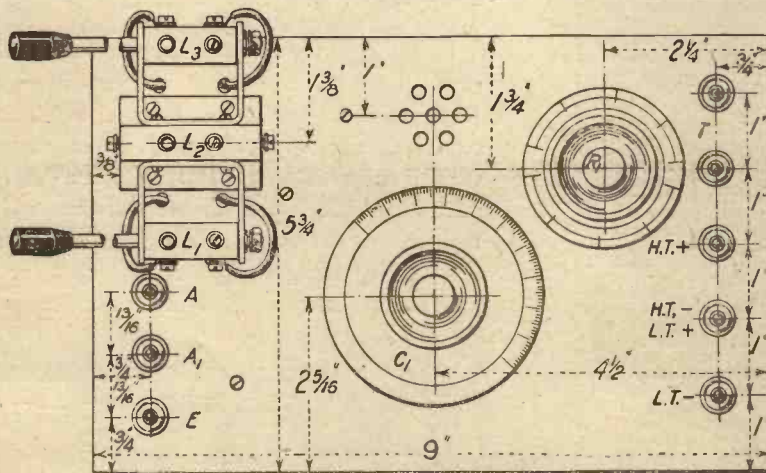 L3
L2
L1
A
A1
E
3/8"
13/16"
3/4"
13/16"
3/4"
5 3/4"
1 3/8"
1"
1 3/4"
2 1/4"
3/4"
R
T
1"
1"
1"
1"
1"
H.T.+
H.T.-
L.T.+
L.T.-
C1
2 5/16"
4 1/2"
9"